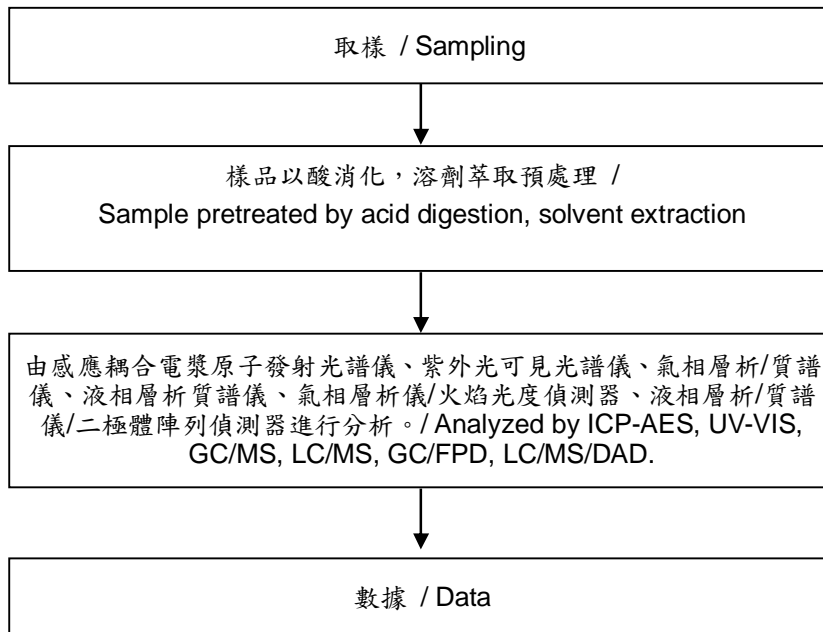 取樣 / Sampling
樣品以酸消化，溶劑萃取預處理 /
Sample pretreated by acid digestion, solvent extraction
由感應耦合電漿原子發射光譜儀、紫外光可見光譜儀、氣相層析/質譜
儀、液相層析質譜儀、氣相層析儀/火焰光度偵測器、液相層析/質譜
儀/二極體陣列偵測器進行分析。/ Analyzed by ICP-AES, UV-VIS,
GC/MS, LC/MS, GC/FPD, LC/MS/DAD.
數據 / Data